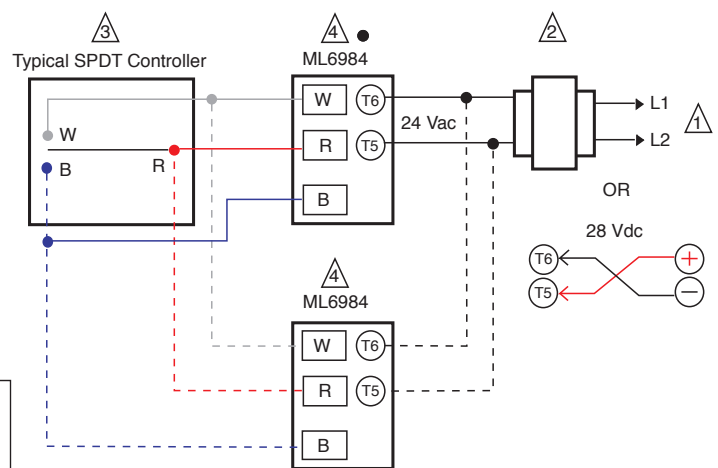 3
Typical SPDT Controller
W
B
R
4
ML6984
W
T6
R
T5
B
24 Vac
2
L1
L2
1
OR
28 Vdc
T6
+
T5
−
4
ML6984
W
T6
R
T5
B